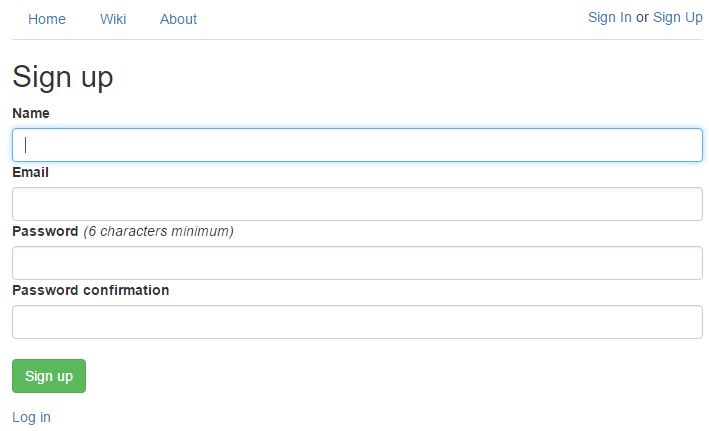 Home Wiki About Sign In or Sign Up
Sign up
Name
Email
Password (6 characters minimum)
Password confirmation
Sign up
Log in